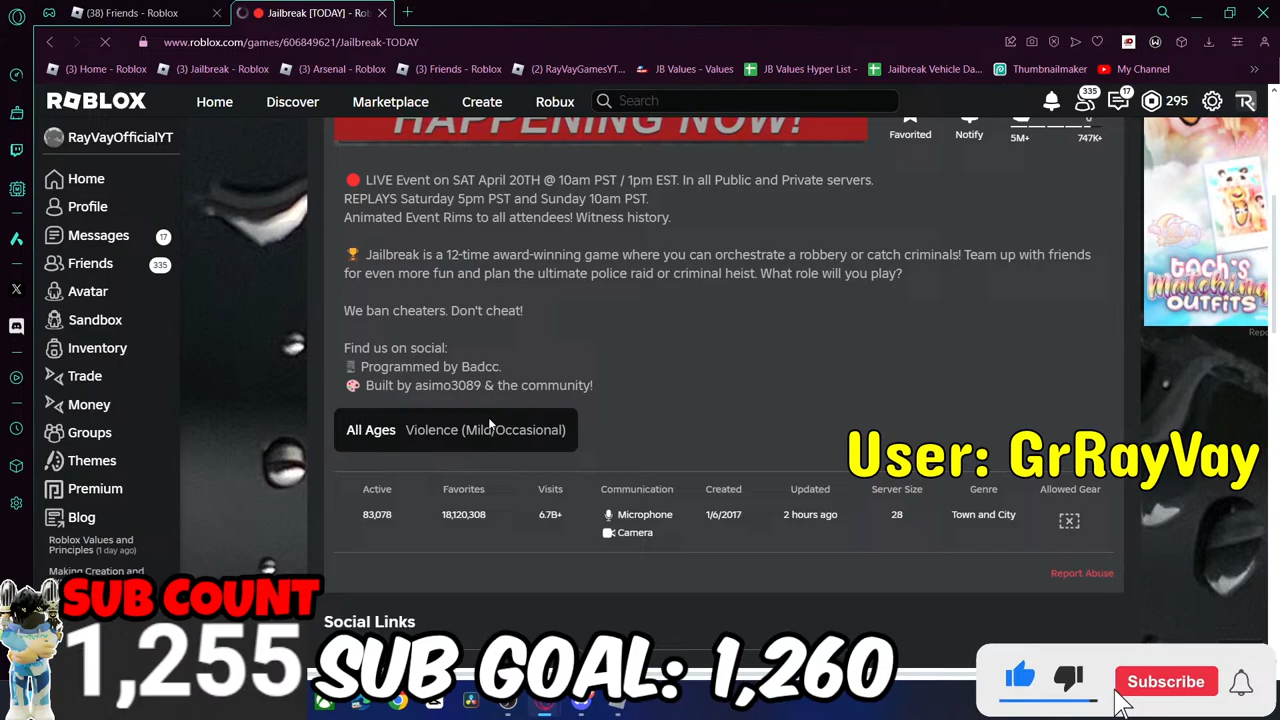 (38) Friends - Roblox
Jailbreak [TODAY] - Rob
www.roblox.com/games/606849621/Jailbreak-TODAY
(3) Home - Roblox
(3) Jailbreak - Roblox
(3) Arsenal - Roblox
(3) Friends - Roblox
(2) RayVayGamesYT...
JB Values - Values
JB Values Hyper List -
Jailbreak Vehicle Da...
Thumbnailmaker
My Channel
ROBLOX
Home
Discover
Marketplace
Create
Robux
Search
335
17
295
RayVayOfficialYT
Home
Profile
Messages
17
Friends
335
Avatar
Sandbox
Inventory
Trade
Money
Groups
Themes
Premium
Blog
Roblox Values and
Principles (1 day ago)
Making Creation and
HAPPENING NOW!
Favorited
Notify
5M+
747K+
🔴 LIVE Event on SAT April 20TH @ 10am PST / 1pm EST. In all Public and Private servers.
REPLAYS Saturday 5pm PST and Sunday 10am PST.
Animated Event Rims to all attendees! Witness history.
🏆 Jailbreak is a 12-time award-winning game where you can orchestrate a robbery or catch criminals! Team up with friends
for even more fun and plan the ultimate police raid or criminal heist. What role will you play?
We ban cheaters. Don't cheat!
Find us on social:
Programmed by Badcc.
🎨 Built by asimo3089 & the community!
All Ages Violence (Mild/Occasional)
Active
Favorites
Visits
Communication
Created
Updated
Server Size
Genre
Allowed Gear
83,078
18,120,308
6.7B+
Microphone
Camera
1/6/2017
2 hours ago
28
Town and City
Report Abuse
Social Links
tach's
matching
OUTFITS
User: GrRayVay
SUB COUNT
1,255
SUB GOAL: 1,260
Subscribe